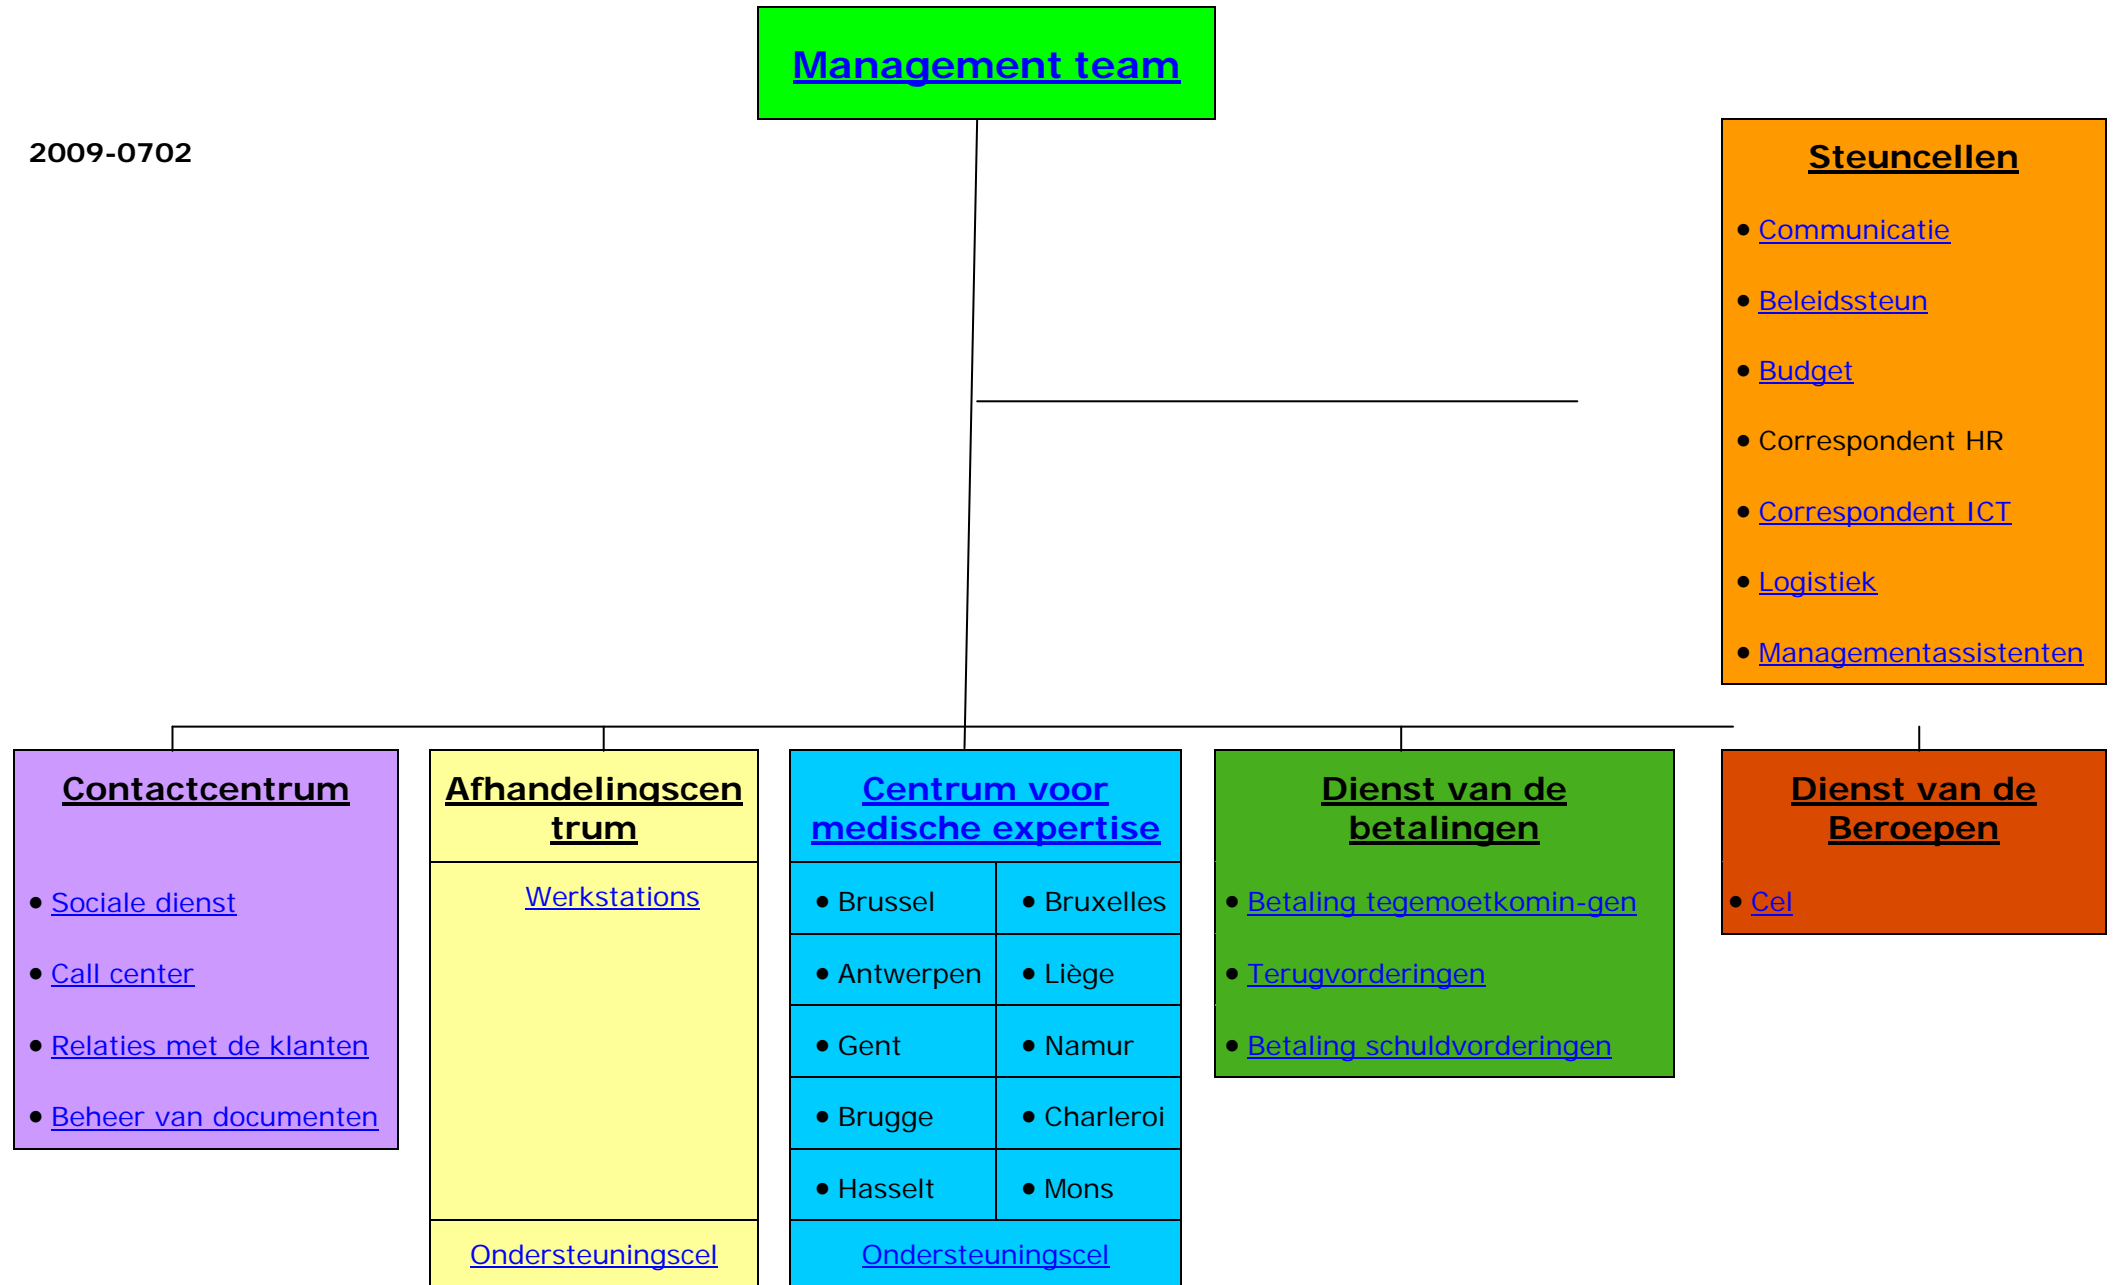 Management team
2009-0702
Steuncellen
• Communicatie
• Beleidssteun
• Budget
• Correspondent HR
• Correspondent ICT
• Logistiek
• Managementassistenten
Contactcentrum
• Sociale dienst
• Call center
• Relaties met de klanten
• Beheer van documenten
Afhandelingscen
trum
Werkstations
Ondersteuningscel
Centrum voor
medische expertise
• Brussel
• Bruxelles
• Antwerpen
• Liège
• Gent
• Namur
• Brugge
• Charleroi
• Hasselt
• Mons
Ondersteuningscel
Dienst van de
betalingen
• Betaling tegemoetkomin-gen
• Terugvorderingen
• Betaling schuldvorderingen
Dienst van de
Beroepen
• Cel